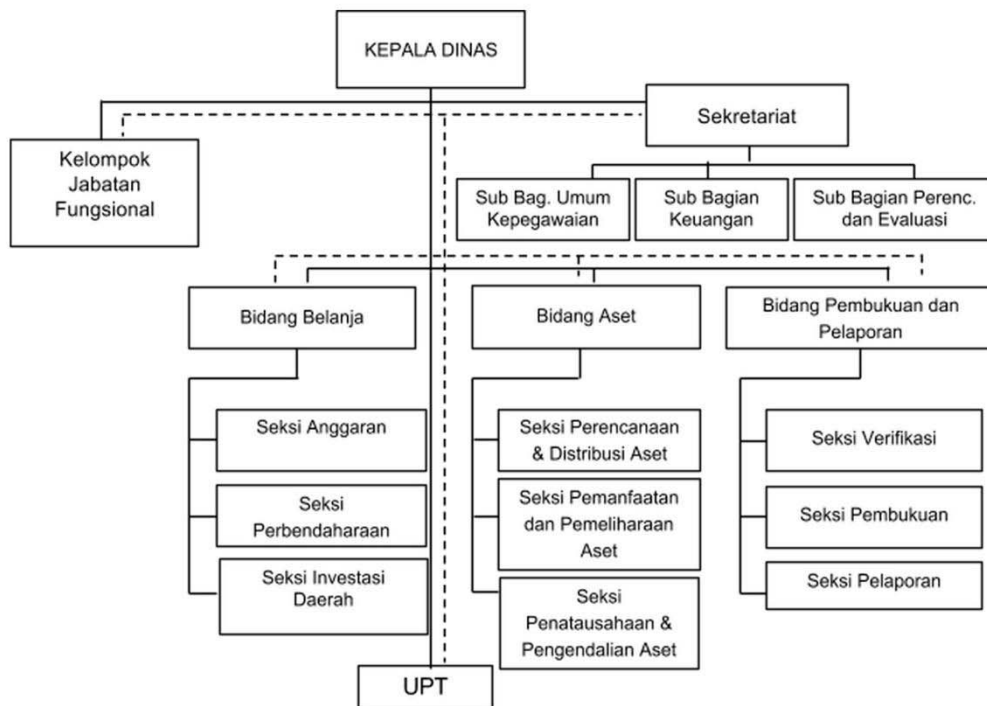 KEPALA DINAS
Sekretariat
Kelompok
Jabatan
Fungsional
Sub Bag. Umum
Kepegawaian
Sub Bagian
Keuangan
Sub Bagian Perenc.
dan Evaluasi
Bidang Belanja
Bidang Aset
Bidang Pembukuan dan
Pelaporan
Seksi Anggaran
Seksi
Perbendaharaan
Seksi Investasi
Daerah
Seksi Perencanaan
& Distribusi Aset
Seksi Pemanfaatan
dan Pemeliharaan
Aset
Seksi
Penatausahaan &
Pengendalian Aset
Seksi Verifikasi
Seksi Pembukuan
Seksi Pelaporan
UPT